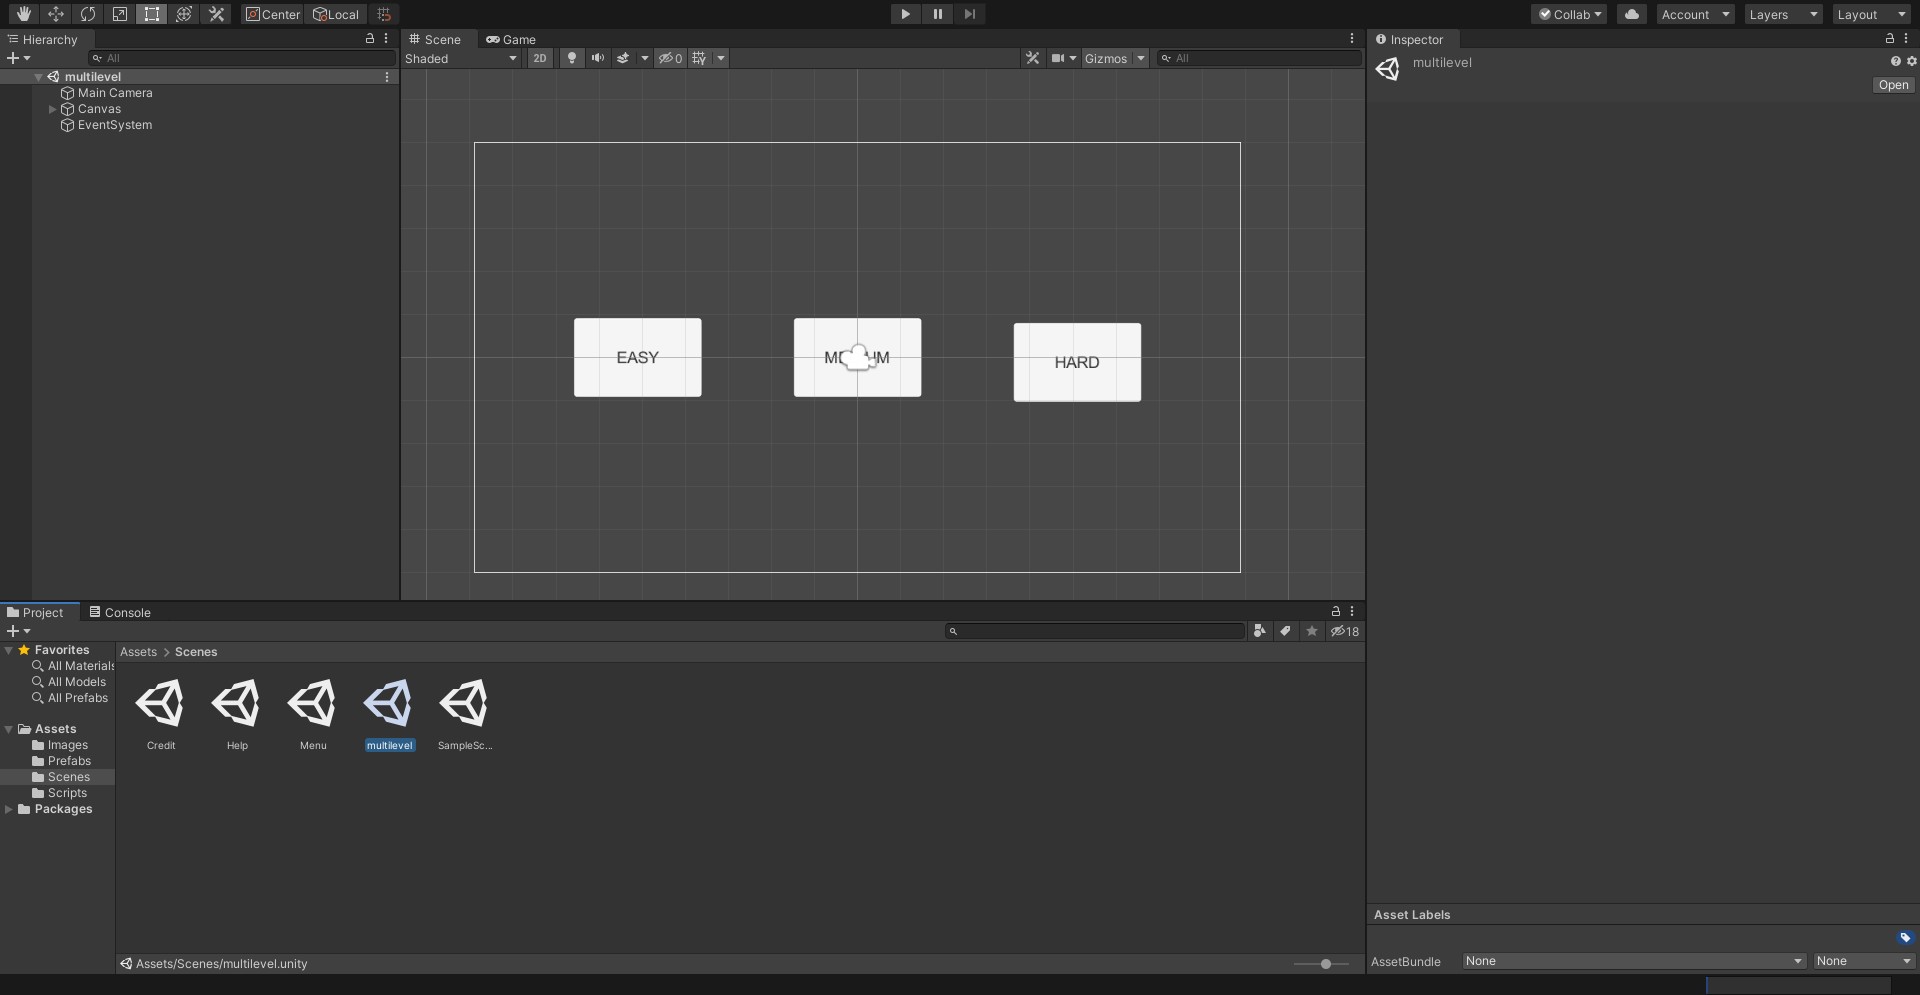 Center Local Collab Account Layers Layout
Hierarchy
All
multilevel
Main Camera
Canvas
EventSystem
Scene Game
Shaded 2D 0 Gizmos All
EASY
HARD
Inspector
multilevel
Open
Project Console
18
Favorites
All Materials
All Models
All Prefabs
Assets
Images
Prefabs
Scenes
Scripts
Packages
Assets > Scenes
Credit Help Menu multilevel SampleSc...
Assets/Scenes/multilevel.unity
Asset Labels
AssetBundle None None